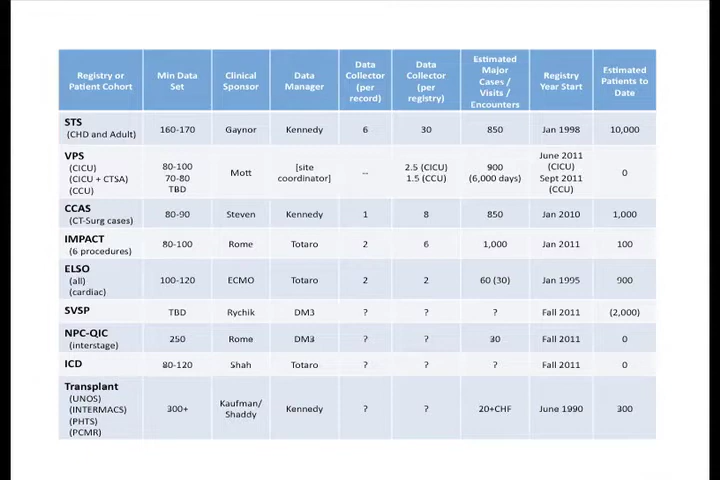 Registry or Patient Cohort | Min Data Set | Clinical Sponsor | Data Manager | Data Collector (per record) | Data Collector (per registry) | Estimated Major Cases / Visits / Encounters | Registry Year Start | Estimated Patients to Date
STS (CHD and Adult) | 160-170 | Gaynor | Kennedy | 6 | 30 | 850 | Jan 1998 | 10,000
VPS (CICU) (CICU + CTSA) (CCU) | 80-100 70-80 TBD | Mott | [site coordinator] | -- | 2.5 (CICU) 1.5 (CCU) | 900 (6,000 days) | June 2011 (CICU) Sept 2011 (CCU) | 0
CCAS (CT-Surg cases) | 80-90 | Steven | Kennedy | 1 | 8 | 850 | Jan 2010 | 1,000
IMPACT (6 procedures) | 80-100 | Rome | Totaro | 2 | 6 | 1,000 | Jan 2011 | 100
ELSO (all) (cardiac) | 100-120 | ECMO | Totaro | 2 | 2 | 60 (30) | Jan 1995 | 900
SVSP | TBD | Rychik | DM3 | ? | ? | ? | Fall 2011 | (2,000)
NPC-QIC (interstage) | 250 | Rome | DM3 | ? | ? | 30 | Fall 2011 | 0
ICD | 80-120 | Shah | Totaro | ? | ? | ? | Fall 2011 | 0
Transplant (UNOS) (INTERMACS) (PHTS) (PCMR) | 300+ | Kaufman/ Shaddy | Kennedy | ? | ? | 20+CHF | June 1990 | 300